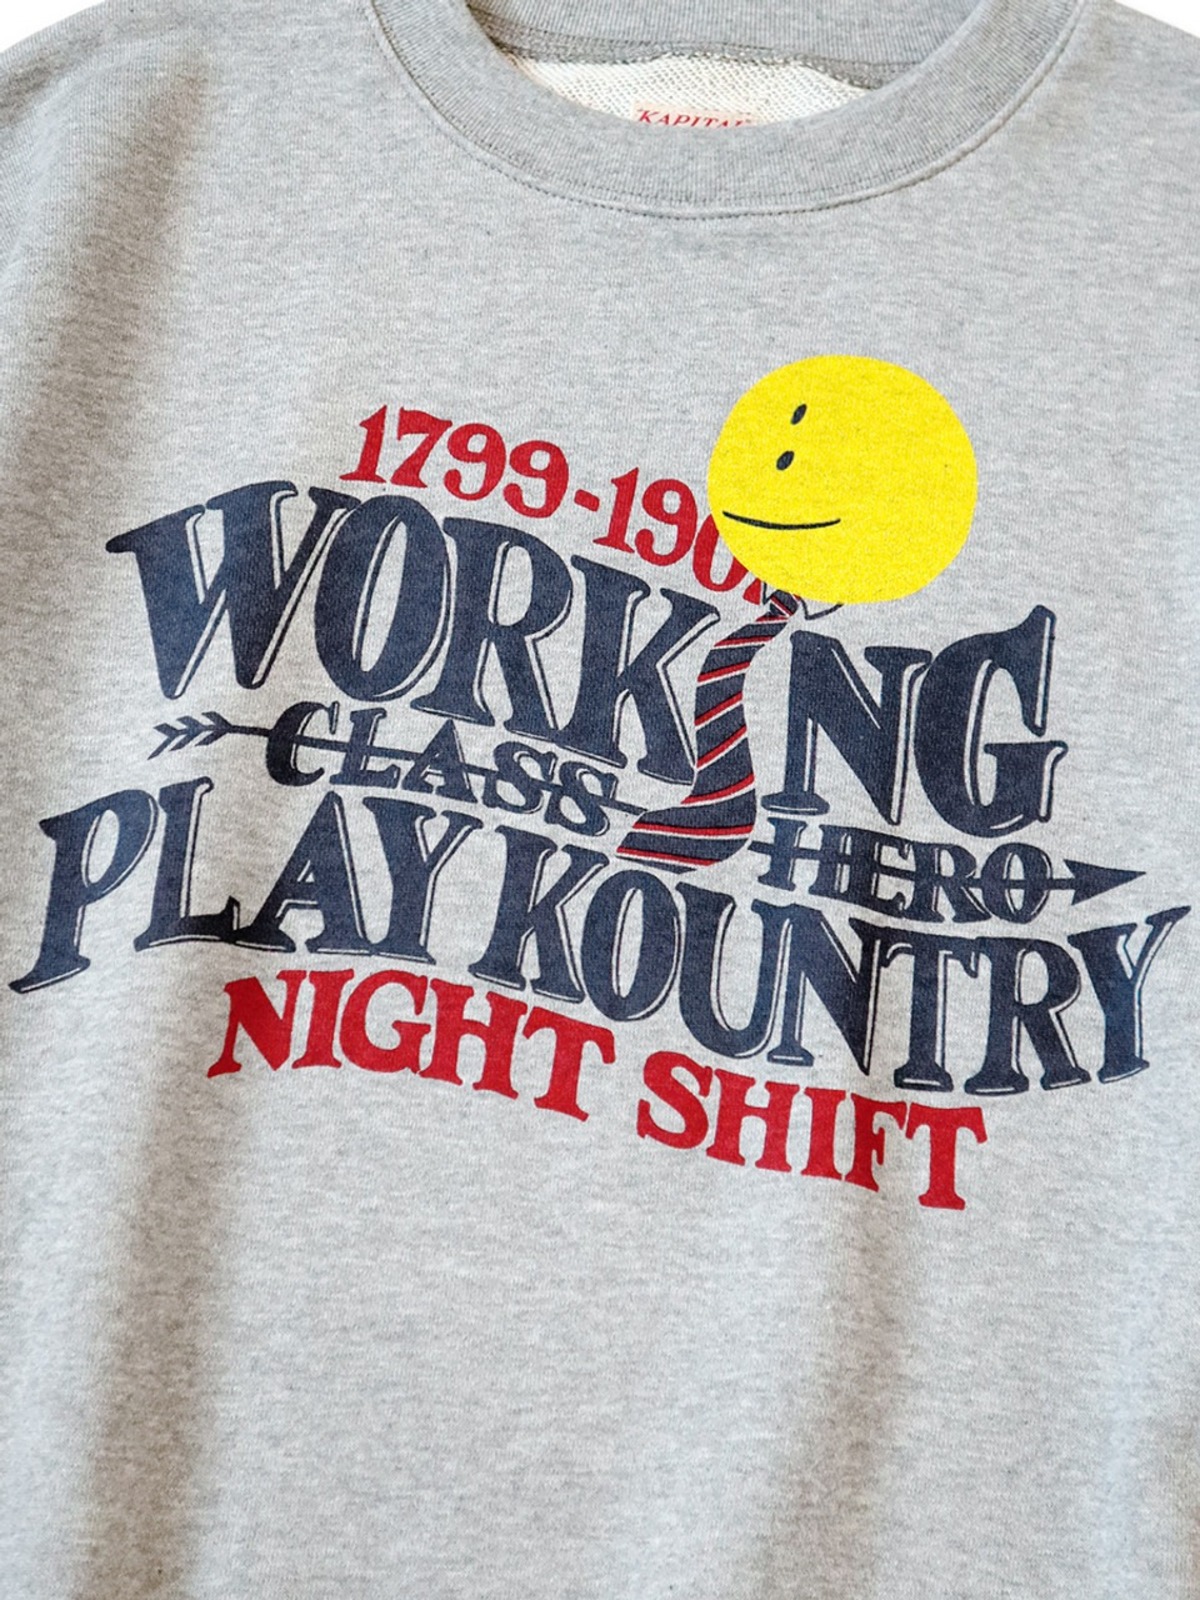 KAPITAL
1799-190
WORKING
CLASS HERO
PLAY KOUNTRY
NIGHT SHIFT